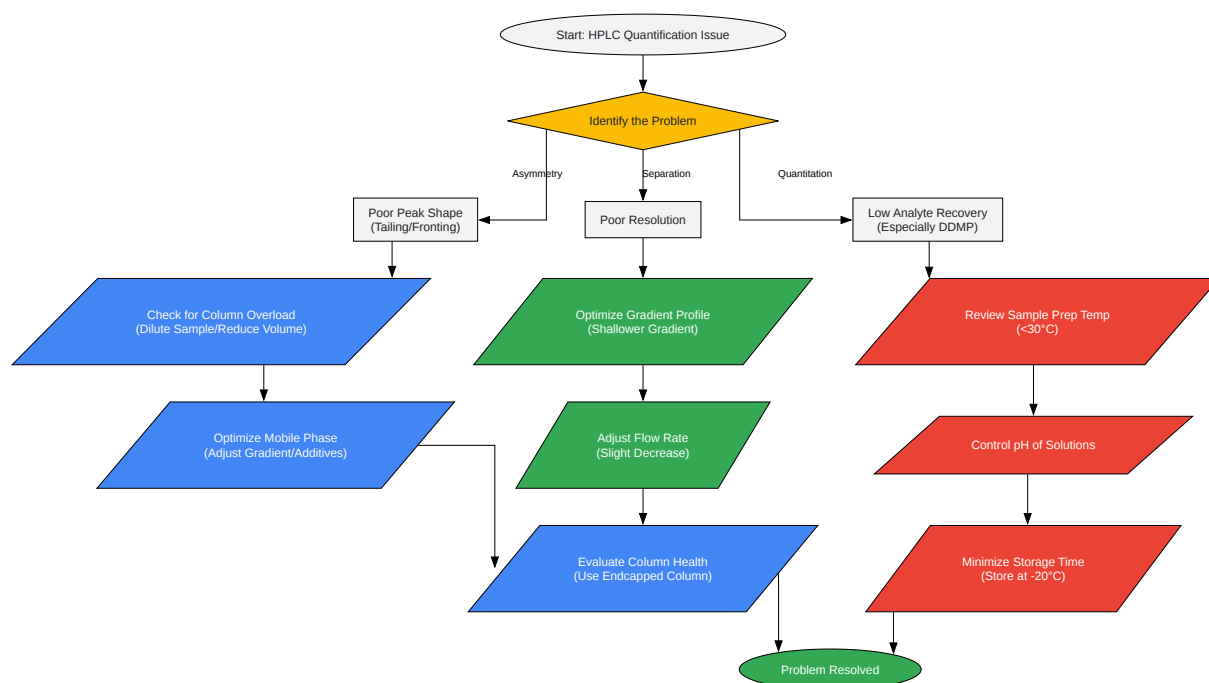 Start: HPLC Quantification Issue
Identify the Problem
Asymmetry
Separation
Quantitation
Poor Peak Shape
(Tailing/Fronting)
Poor Resolution
Low Analyte Recovery
(Especially DDMP)
Check for Column Overload
(Dilute Sample/Reduce Volume)
Optimize Gradient Profile
(Shallower Gradient)
Review Sample Prep Temp
(<30°C)
Optimize Mobile Phase
(Adjust Gradient/Additives)
Adjust Flow Rate
(Slight Decrease)
Control pH of Solutions
Evaluate Column Health
(Use Endcapped Column)
Minimize Storage Time
(Store at -20°C)
Problem Resolved